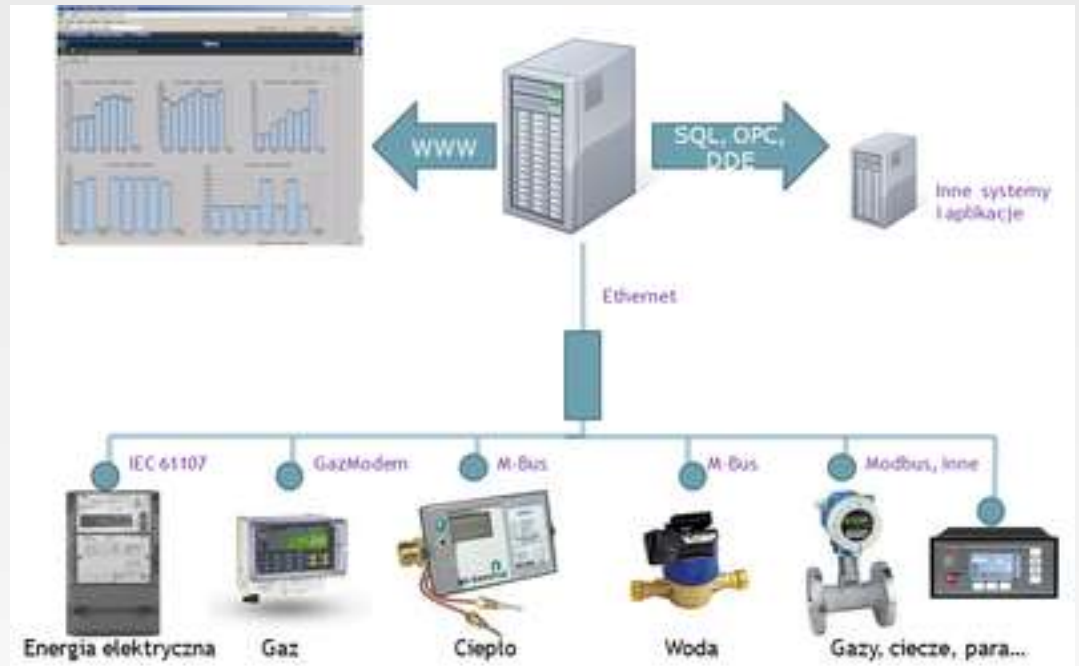 WWW
SQL, OPC,
DDE
Inne systemy
i aplikacje
Ethernet
IEC 61107
GazModem
M-Bus
M-Bus
Modbus, Inne
Energia elektryczna
Gaz
Ciepło
Woda
Gazy, ciecze, para...